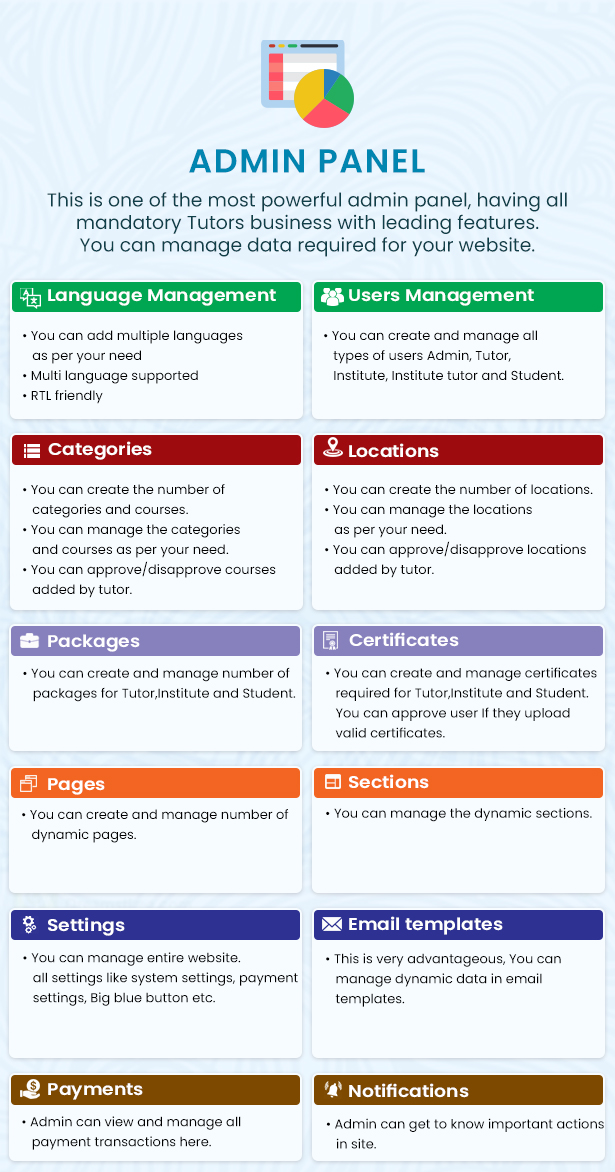 ADMIN PANEL
This is one of the most powerful admin panel, having all
mandatory Tutors business with leading features.
You can manage data required for your website.
Language Management
• You can add multiple languages
as per your need
• Multi language supported
• RTL friendly
Users Management
• You can create and manage all
types of users Admin, Tutor,
Institute, Institute tutor and Student.
Categories
• You can create the number of
categories and courses.
• You can manage the categories
and courses as per your need.
• You can approve/disapprove courses
added by tutor.
Locations
• You can create the number of locations.
• You can manage the locations
as per your need.
• You can approve/disapprove locations
added by tutor.
Packages
• You can create and manage number of
packages for Tutor,Institute and Student.
Certificates
• You can create and manage certificates
required for Tutor,Institute and Student.
You can approve user If they upload
valid certificates.
Pages
• You can create and manage number of
dynamic pages.
Sections
• You can manage the dynamic sections.
Settings
• You can manage entire website.
all settings like system settings, payment
settings, Big blue button etc.
Email templates
• This is very advantageous, You can
manage dynamic data in email
templates.
Payments
• Admin can view and manage all
payment transactions here.
Notifications
• Admin can get to know important actions
in site.